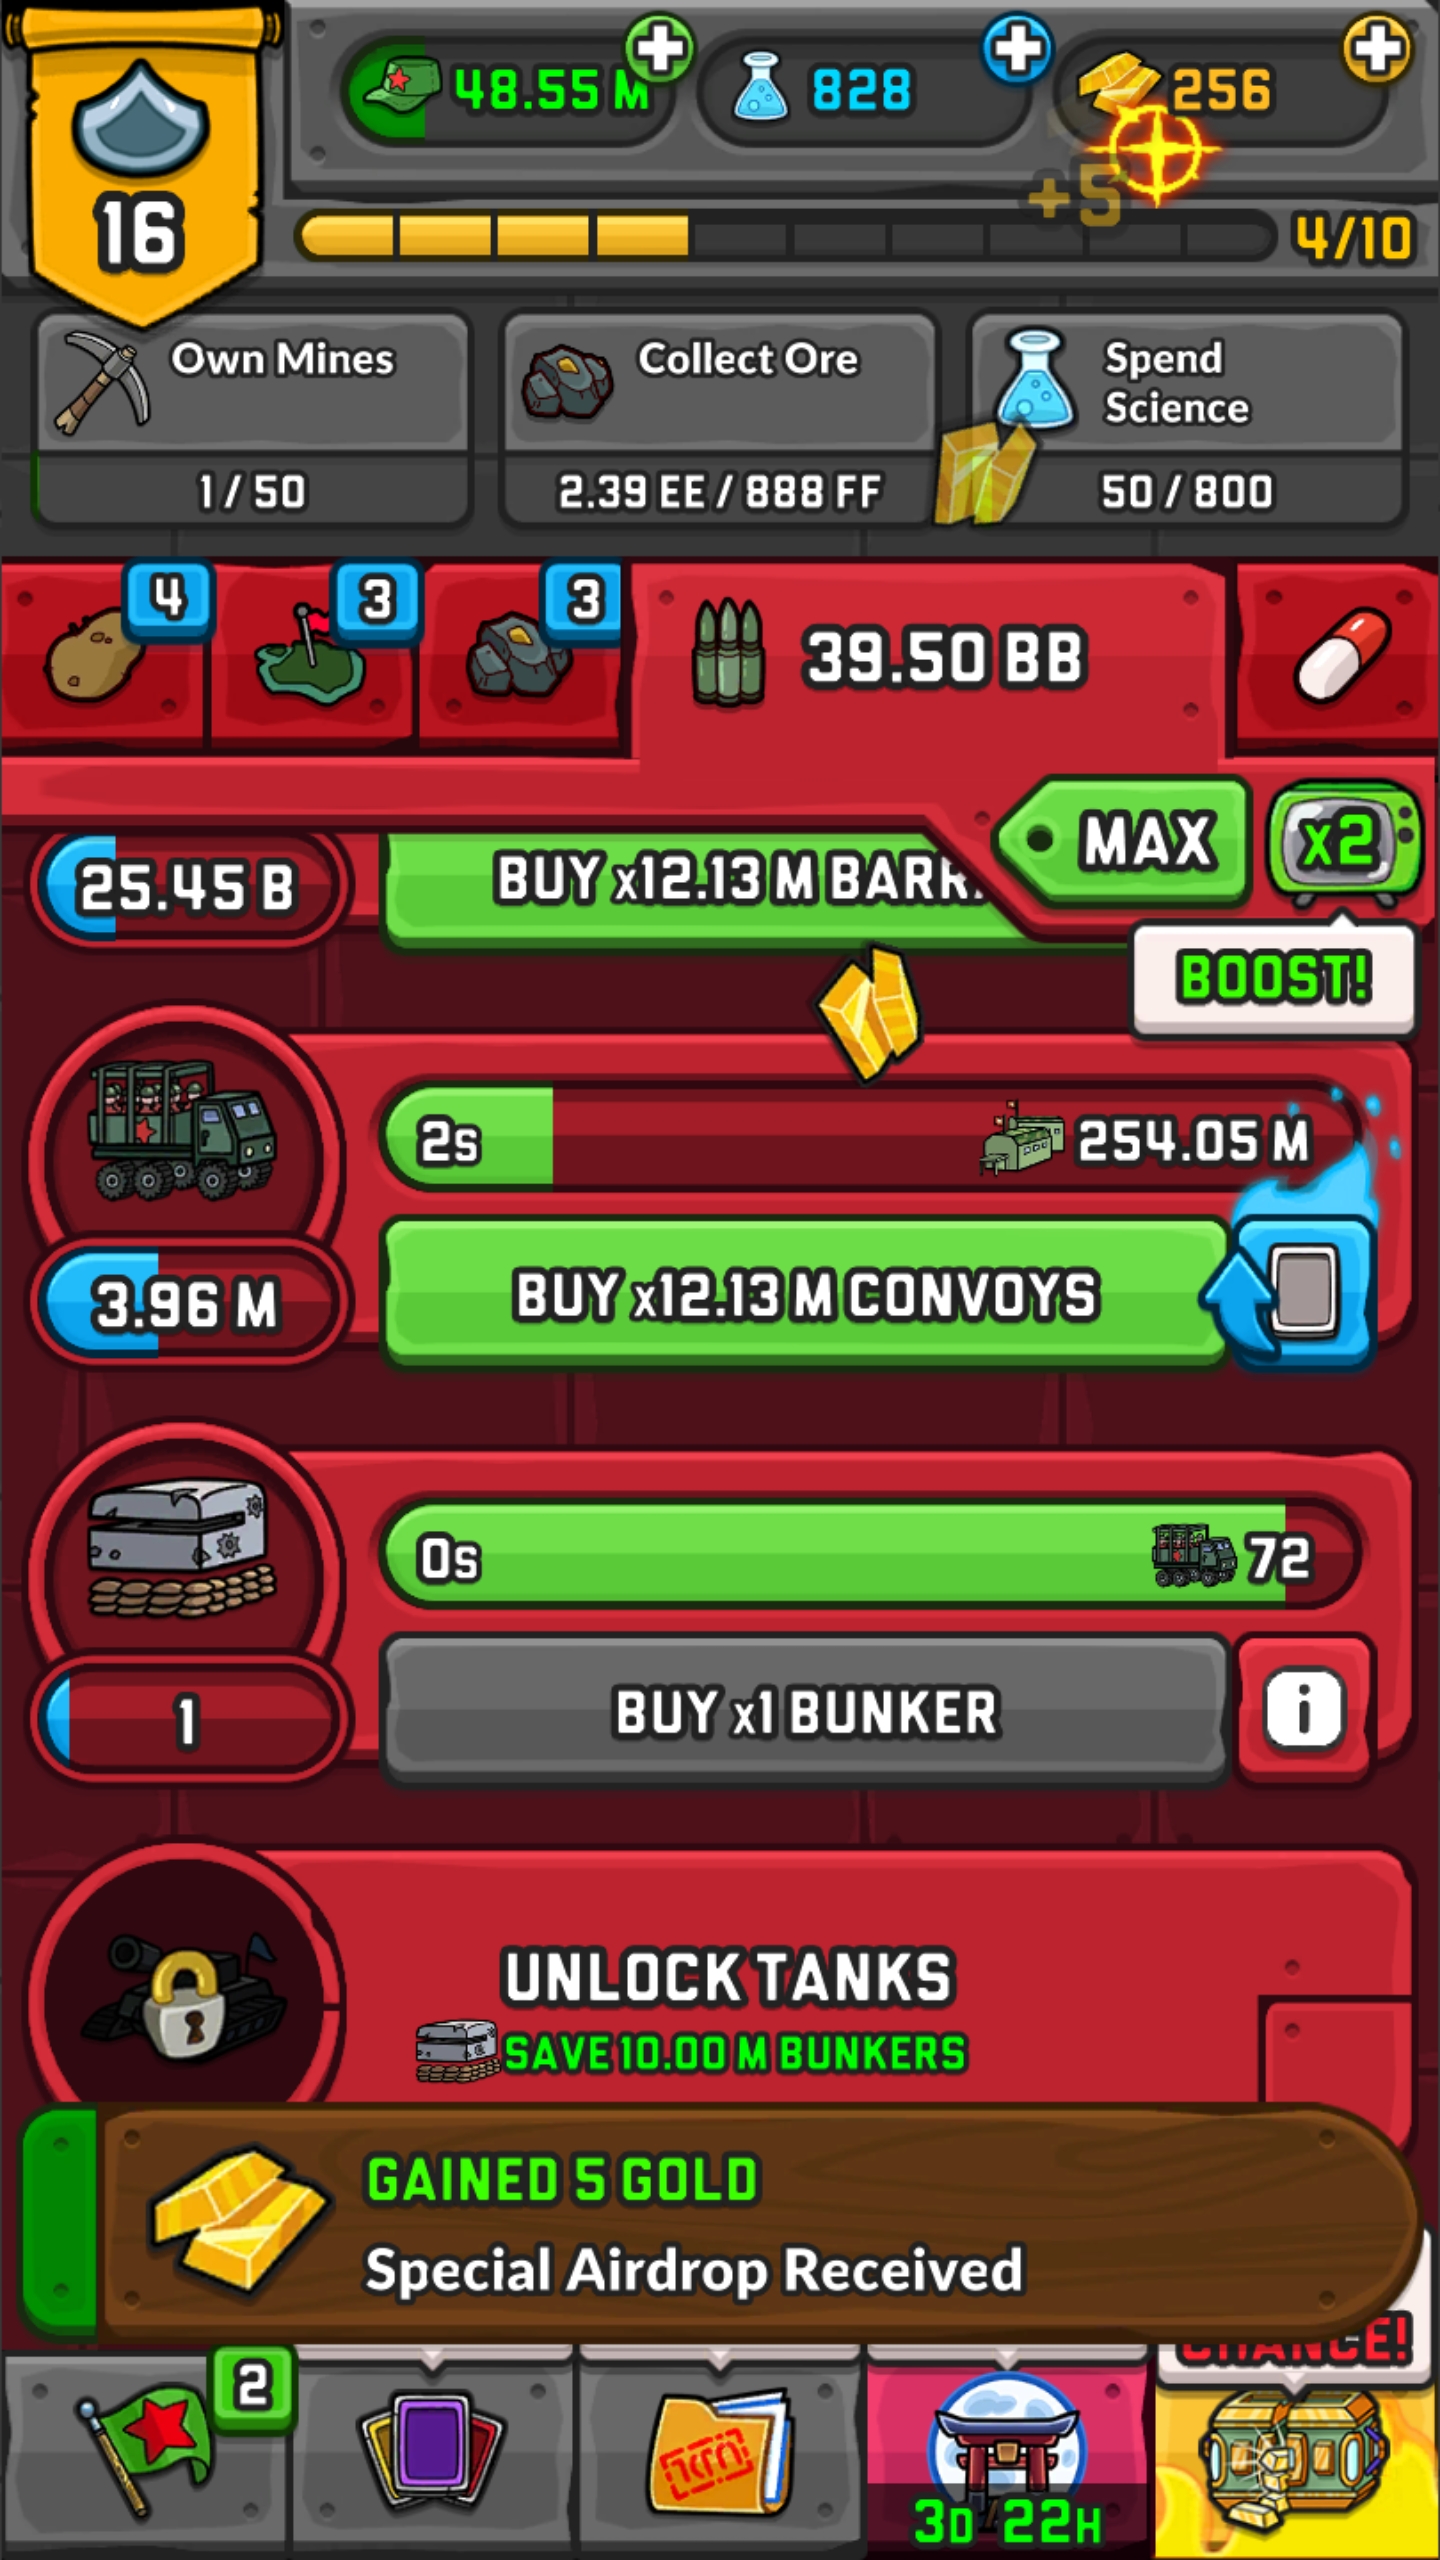 48.55 M
828
256
+5
16
4/10
Own Mines
Collect Ore
Spend
Science
1 / 50
2.39 EE / 888 FF
50 / 800
4
3
3
39.50 BB
MAX
x2
25.45 B
BUY x12.13 M BARR
BOOST!
2s
254.05 M
3.96 M
BUY x12.13 M CONVOYS
0s
72
1
BUY x1 BUNKER
i
UNLOCK TANKS
SAVE 10.00 M BUNKERS
GAINED 5 GOLD
Special Airdrop Received
CHANCE!
2
3D 22H